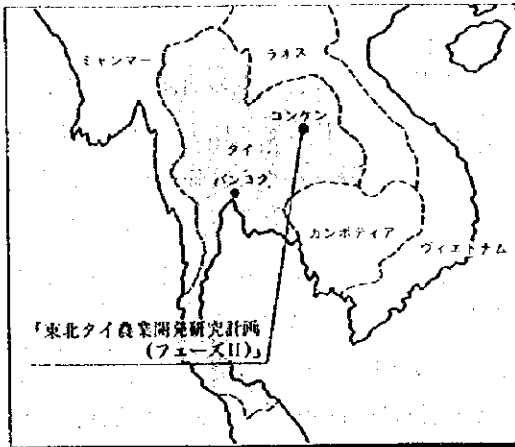 ミャンマー
ラオス
コンケン
タイ
バンコク
カンボディア
ヴィエトナム
「東北タイ農業開発研究計画
(フェーズII)」